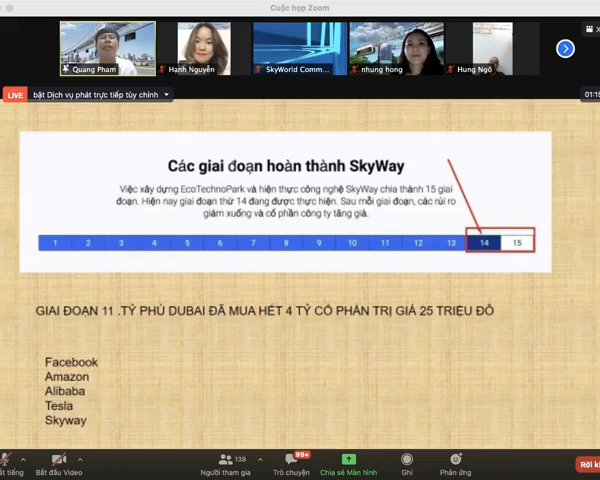 Cuộc họp Zoom
Quang Pham
Hạnh Nguyễn
SkyWorld Comm...
nhung hong
Hung Ngô
LIVE
bật Dịch vụ phát trực tiếp tùy chỉnh
01:15
Các giai đoạn hoàn thành SkyWay
Việc xây dựng EcoTechnoPark và hiện thực công nghệ SkyWay chia thành 15 giai
đoạn. Hiện nay giai đoạn thứ 14 đang được thực hiện. Sau mỗi giai đoạn, các rủi ro
giảm xuống và cổ phần công ty tăng giá.
1 2 3 4 5 6 7 8 9 10 11 12 13 14 15
GIAI ĐOẠN 11 .TỶ PHÚ DUBAI ĐÃ MUA HẾT 4 TỶ CỔ PHẦN TRỊ GIÁ 25 TRIỆU ĐÔ
Facebook
Amazon
Alibaba
Tesla
Skyway
139
99+
ắt tiếng
Bắt đầu Video
Người tham gia
Trò chuyện
Chia sẻ Màn hình
Ghi
Phản ứng
Rời k